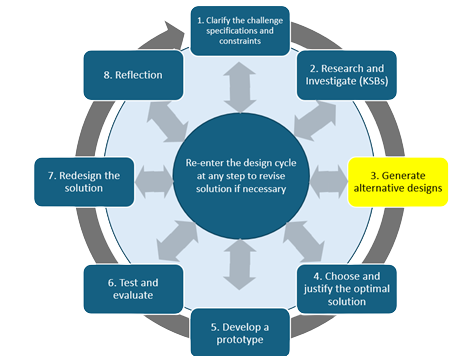 1. Clarify the challenge
specifications and
constraints
2. Research and
Investigate (KSBs)
3. Generate
alternative designs
4. Choose and
justify the optimal
solution
5. Develop a
prototype
6. Test and
evaluate
7. Redesign the
solution
8. Reflection
Re-enter the design cycle
at any step to revise
solution if necessary